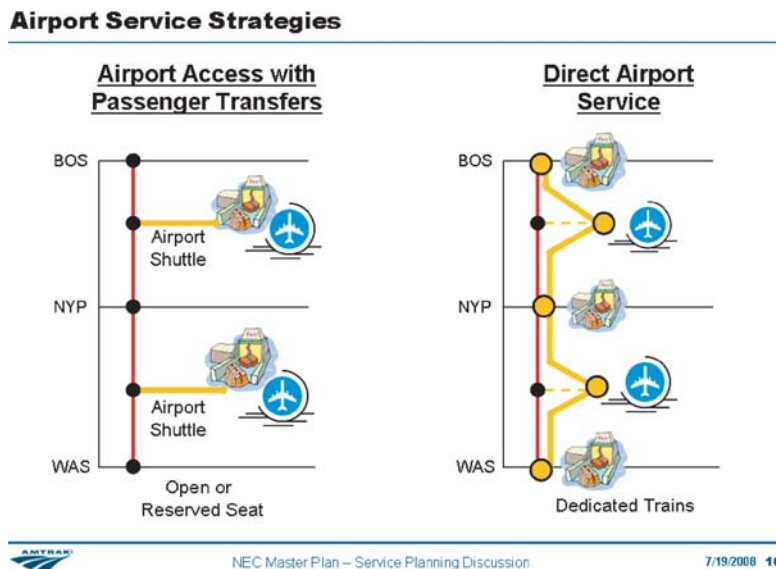 Airport Service Strategies
Airport Access with
Passenger Transfers
BOS
Airport
Shuttle
NYP
Airport
Shuttle
WAS
Open or
Reserved Seat
Direct Airport
Service
BOS
NYP
WAS
Dedicated Trains
AMTRAK
NEC Master Plan – Service Planning Discussion
7/19/2008